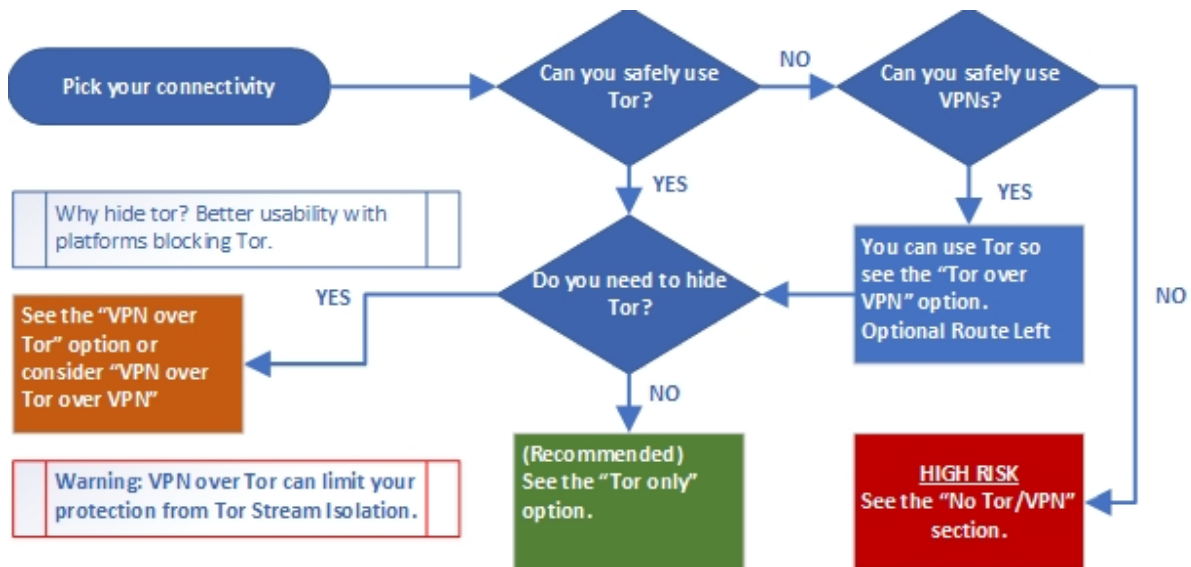 Pick your connectivity
Can you safely use
Tor?
NO
Can you safely use
VPNs?
YES
YES
NO
Why hide tor? Better usability with
platforms blocking Tor.
Do you need to hide
Tor?
You can use Tor so
see the “Tor over
VPN” option.
Optional Route Left
YES
See the “VPN over
Tor” option or
consider “VPN over
Tor over VPN”
NO
(Recommended)
See the “Tor only”
option.
HIGH RISK
See the “No Tor/VPN”
section.
Warning: VPN over Tor can limit your
protection from Tor Stream Isolation.